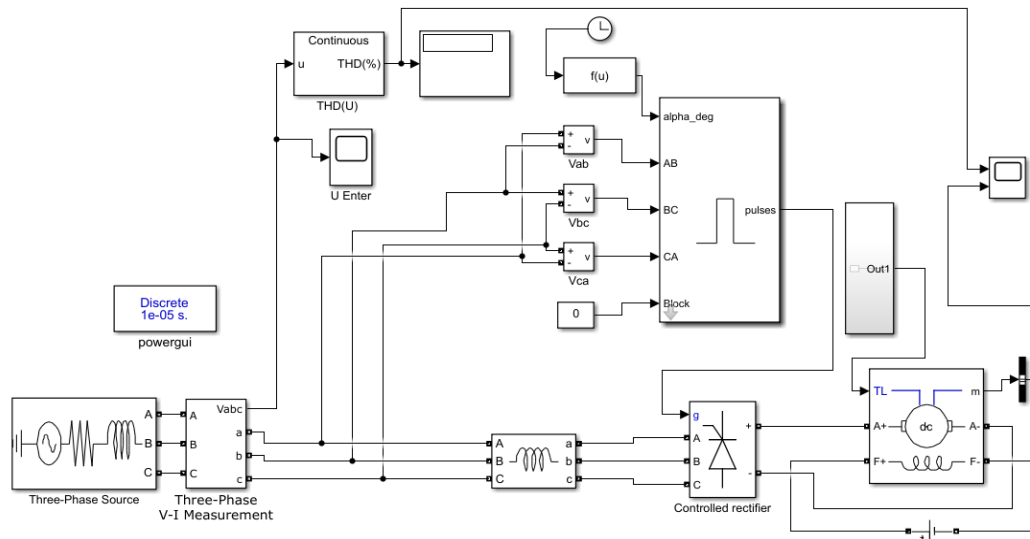 Continuous
u
THD(%)
THD(U)
U Enter
f(u)
alpha_deg
+
-
v
Vab
AB
+
-
v
Vbc
BC
pulses
+
-
v
Vca
CA
0
Block
Out1
Discrete
1e-05 s.
powergui
A
B
C
Three-Phase Source
Vabc
A
a
B
b
C
c
Three-Phase
V-I Measurement
A
a
B
b
C
c
g
A
+
B
C
-
Controlled rectifier
TL
m
A+
dc
A-
F+
F-